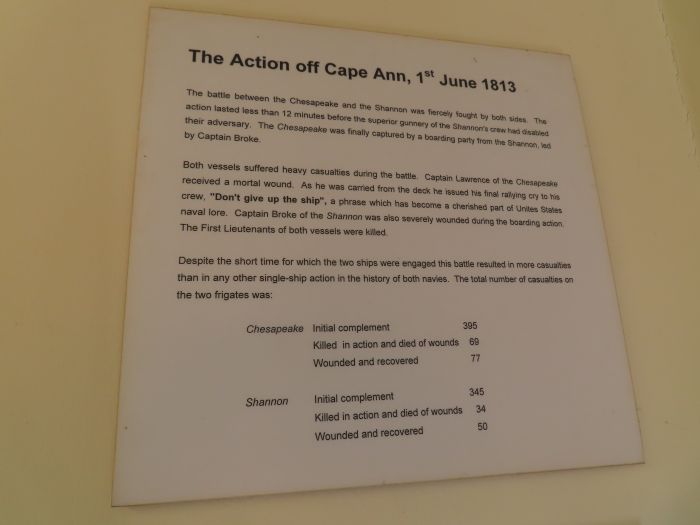 The Action off Cape Ann, 1st June 1813
The battle between the Chesapeake and the Shannon was fiercely fought by both sides. The
action lasted less than 12 minutes before the superior gunnery of the Shannon's crew had disabled
their adversary. The Chesapeake was finally captured by a boarding party from the Shannon, led
by Captain Broke.
Both vessels suffered heavy casualties during the battle. Captain Lawrence of the Chesapeake
received a mortal wound. As he was carried from the deck he issued his final rallying cry to his
crew, "Don't give up the ship", a phrase which has become a cherished part of Unites States
naval lore. Captain Broke of the Shannon was also severely wounded during the boarding action.
The First Lieutenants of both vessels were killed.
Despite the short time for which the two ships were engaged this battle resulted in more casualties
than in any other single-ship action in the history of both navies. The total number of casualties on
the two frigates was:
Chesapeake Initial complement 395
Killed in action and died of wounds 69
Wounded and recovered 77
Shannon Initial complement 345
Killed in action and died of wounds 34
Wounded and recovered 50